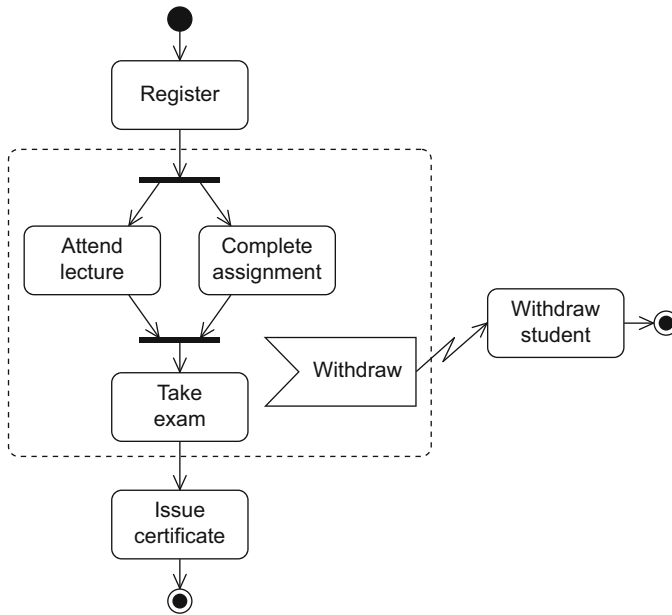 Register
Attend
lecture
Complete
assignment
Withdraw
student
Withdraw
Take
exam
Issue
certificate